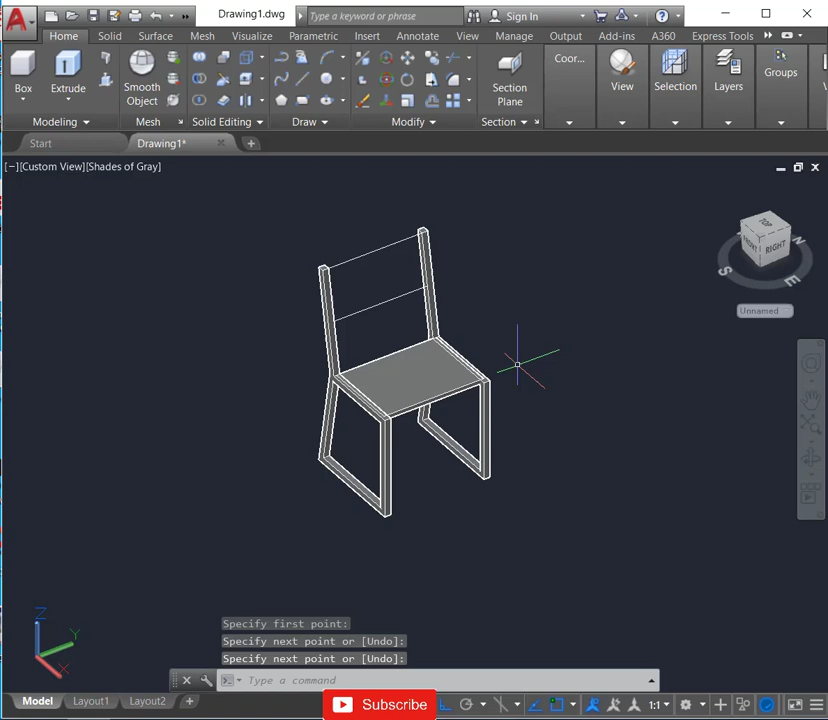 Drawing1.dwg
Type a keyword or phrase
Sign In
Home Solid Surface Mesh Visualize Parametric Insert Annotate View Manage Output Add-ins A360 Express Tools
Box
Extrude
Smooth
Object
Section
Plane
Coor...
View
Selection
Layers
Groups
Modeling
Mesh
Solid Editing
Draw
Modify
Section
Start
Drawing1*
[−][Custom View][Shades of Gray]
TOP
FRONT
RIGHT
N
S
E
Unnamed
Z
Y
X
Specify first point:
Specify next point or [Undo]:
Specify next point or [Undo]:
Type a command
Model Layout1 Layout2
Subscribe
1:1